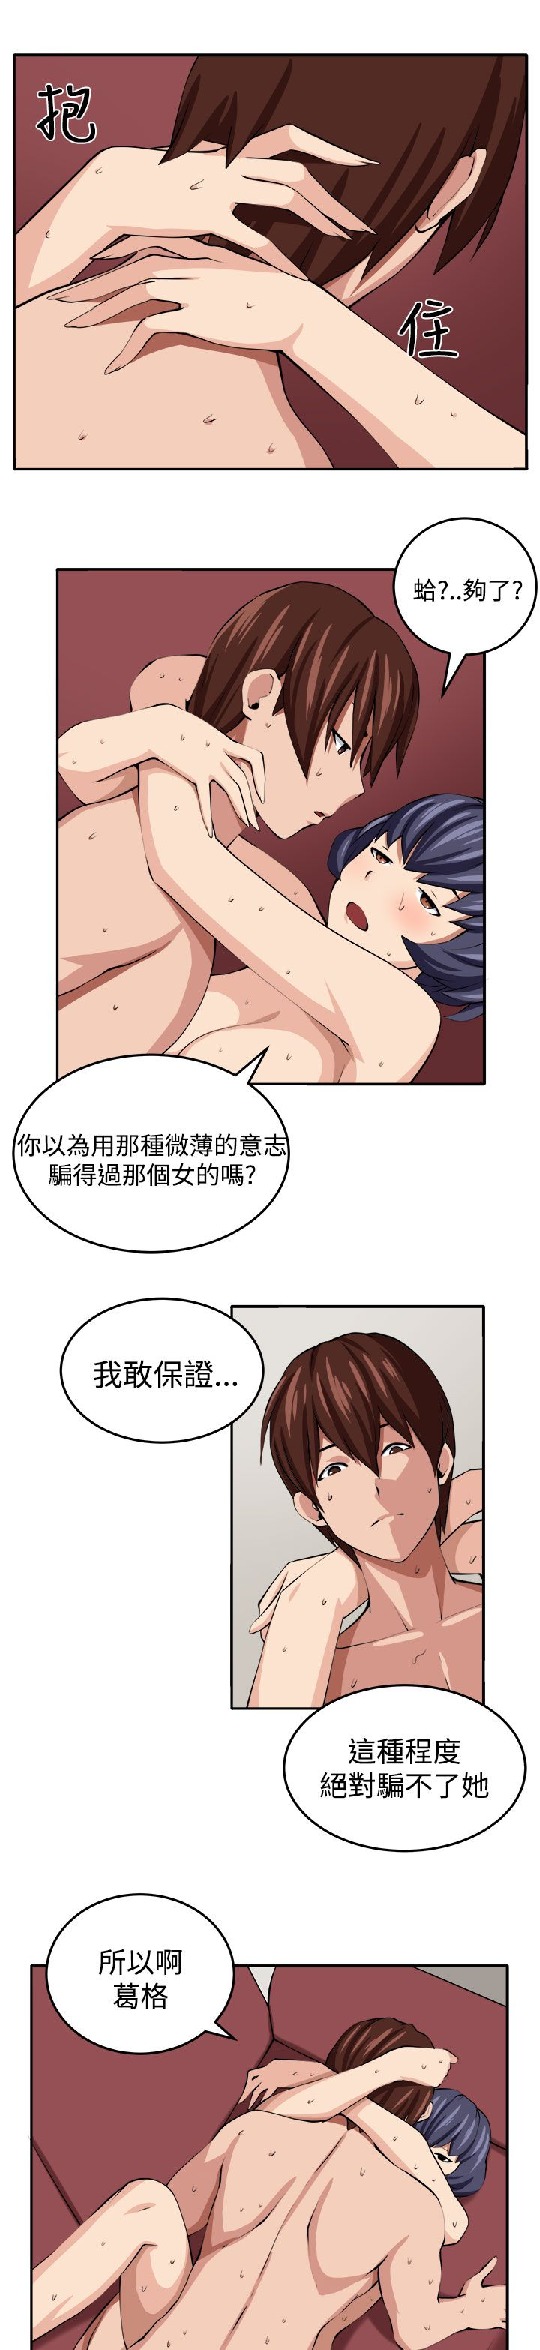 抱
住
蛤?..夠了?
你以為用那種微薄的意志
騙得過那個女的嗎?
我敢保證...
這種程度
絕對騙不了她
所以啊
葛格